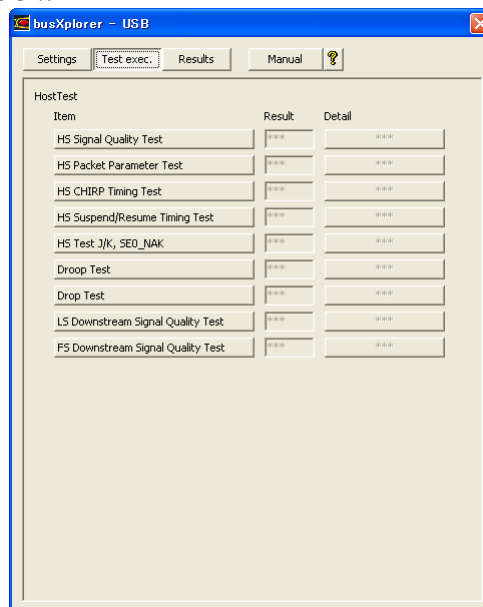 busXplorer - USB
Settings Test exec. Results Manual ?
HostTest
Item Result Detail
HS Signal Quality Test *** ***
HS Packet Parameter Test *** ***
HS CHIRP Timing Test *** ***
HS Suspend/Resume Timing Test *** ***
HS Test J/K, SE0_NAK *** ***
Droop Test *** ***
Drop Test *** ***
LS Downstream Signal Quality Test *** ***
FS Downstream Signal Quality Test *** ***